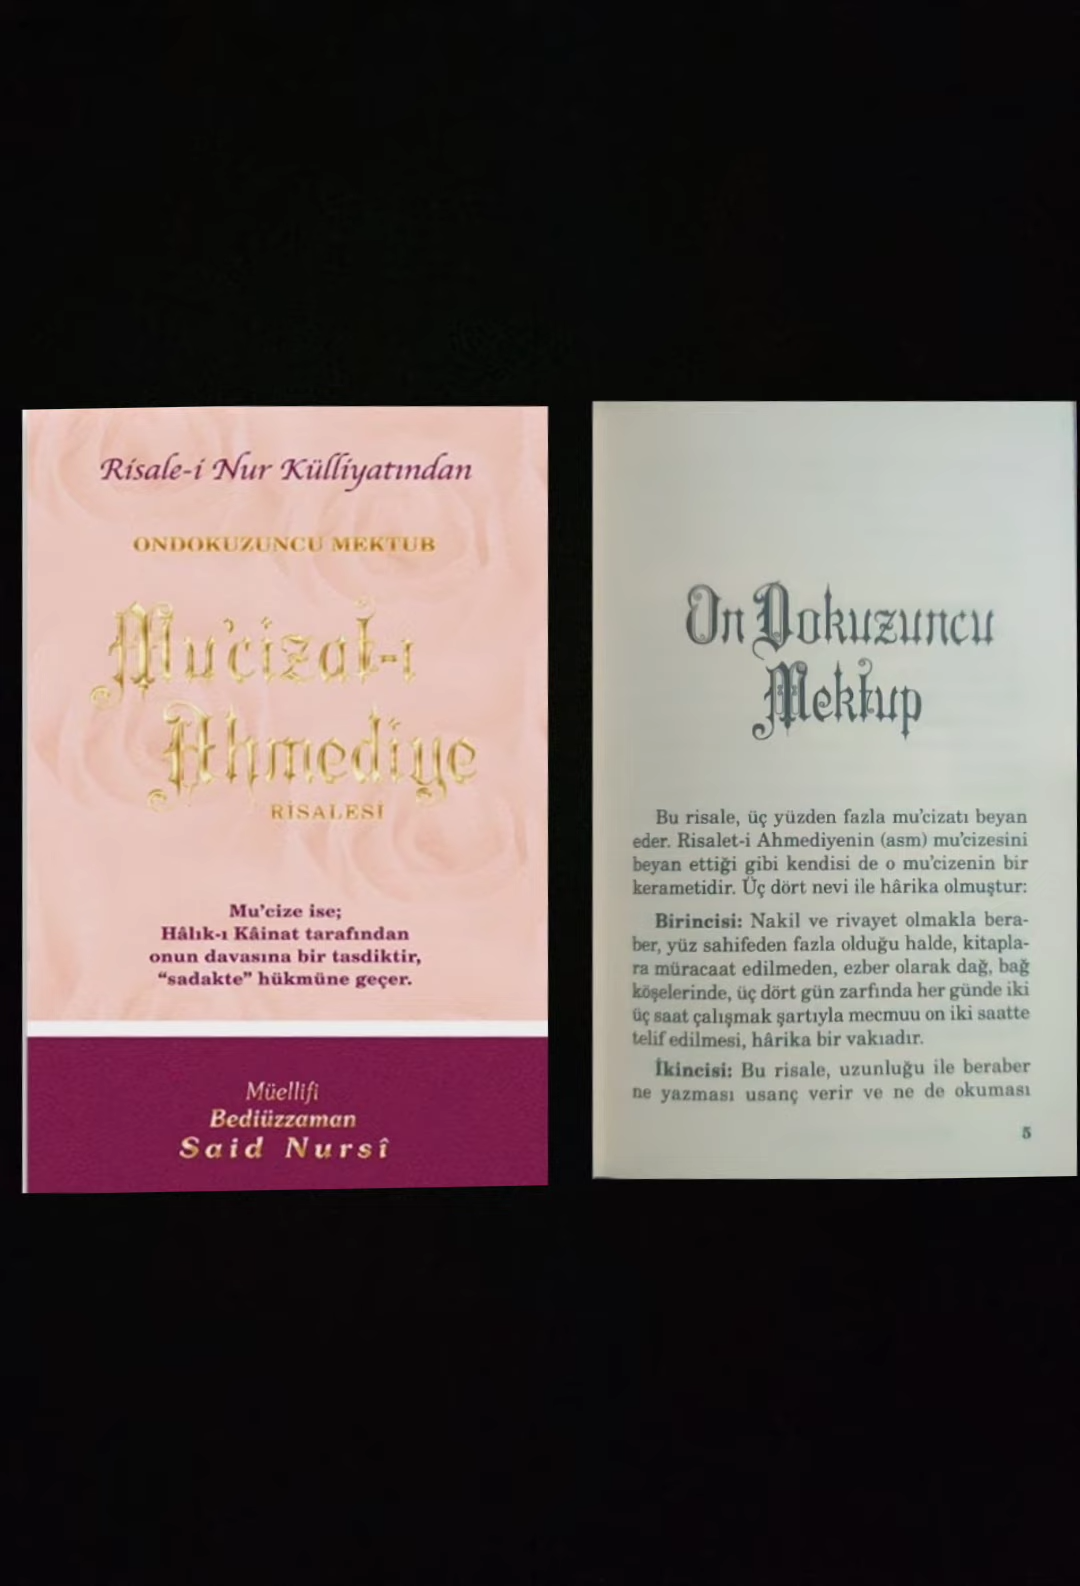 Risale-i Nur Külliyatından
ONDOKUZUNCU MEKTUB
Mu'cizat-ı
Ahmediye
RİSALESİ
Mu'cize ise;
Hâlık-ı Kâinat tarafından
onun davasına bir tasdiktir,
“sadakte” hükmüne geçer.
Müellifi
Bediüzzaman
Said Nursî
On Dokuzuncu
Mektup
Bu risale, üç yüzden fazla mu'cizatı beyan
eder. Risalet-i Ahmediyenin (asm) mu'cizesini
beyan ettiği gibi kendisi de o mu'cizenin bir
kerametidir. Üç dört nevi ile hârika olmuştur:
Birincisi: Nakil ve rivayet olmakla bera-
ber, yüz sahifeden fazla olduğu halde, kitapla-
ra müracaat edilmeden, ezber olarak dağ, bağ
köşelerinde, üç dört gün zarfında her günde iki
üç saat çalışmak şartıyla mecmuu on iki saatte
telif edilmesi, hârika bir vakıadır.
İkincisi: Bu risale, uzunluğu ile beraber
ne yazması usanç verir ve ne de okuması
5